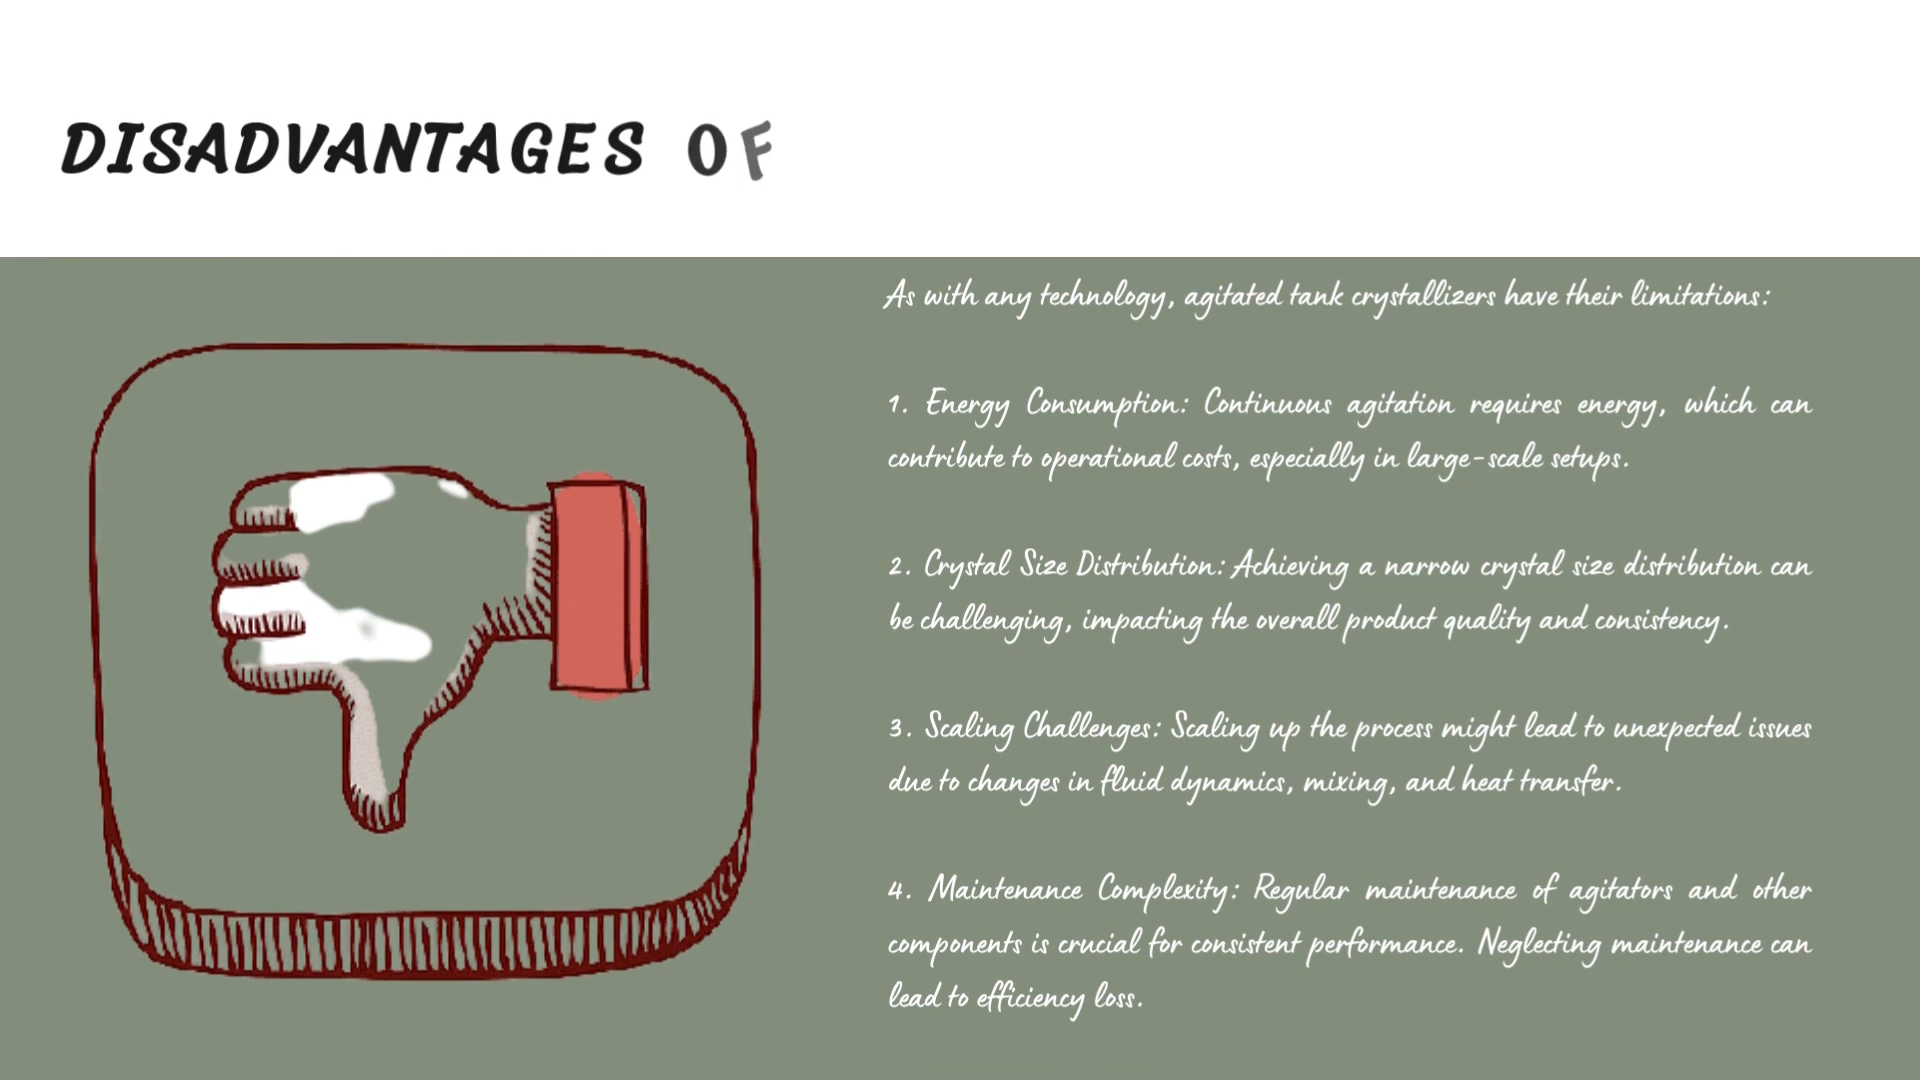 DISADVANTAGES OF
As with any technology, agitated tank crystallizers have their limitations:
1. Energy Consumption: Continuous agitation requires energy, which can
contribute to operational costs, especially in large-scale setups.
2. Crystal Size Distribution: Achieving a narrow crystal size distribution can
be challenging, impacting the overall product quality and consistency.
3. Scaling Challenges: Scaling up the process might lead to unexpected issues
due to changes in fluid dynamics, mixing, and heat transfer.
4. Maintenance Complexity: Regular maintenance of agitators and other
components is crucial for consistent performance. Neglecting maintenance can
lead to efficiency loss.